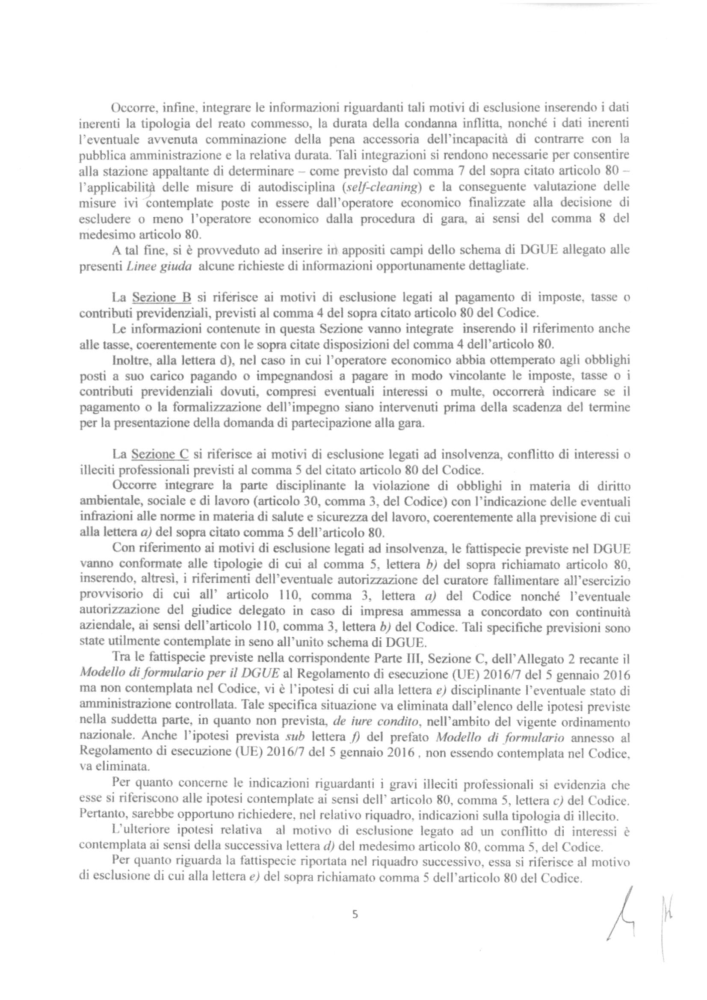 Occorre, infine, integrare le informazioni riguardanti tali motivi di esclusione inserendo i dati
inerenti la tipologia del reato commesso, la durata della condanna inflitta, nonché i dati inerenti
l'eventuale avvenuta comminazione della pena accessoria dell'incapacità di contrarre con la
pubblica amministrazione e la relativa durata. Tali integrazioni si rendono necessarie per consentire
alla stazione appaltante di determinare – come previsto dal comma 7 del sopra citato articolo 80 –
l'applicabilità delle misure di autodisciplina (self-cleaning) e la conseguente valutazione delle
misure ivi contemplate poste in essere dall'operatore economico finalizzate alla decisione di
escludere o meno l'operatore economico dalla procedura di gara, ai sensi del comma 8 del
medesimo articolo 80.
A tal fine, si è provveduto ad inserire in appositi campi dello schema di DGUE allegato alle
presenti Linee giuda alcune richieste di informazioni opportunamente dettagliate.
La Sezione B si riferisce ai motivi di esclusione legati al pagamento di imposte, tasse o
contributi previdenziali, previsti al comma 4 del sopra citato articolo 80 del Codice.
Le informazioni contenute in questa Sezione vanno integrate inserendo il riferimento anche
alle tasse, coerentemente con le sopra citate disposizioni del comma 4 dell'articolo 80.
Inoltre, alla lettera d), nel caso in cui l'operatore economico abbia ottemperato agli obblighi
posti a suo carico pagando o impegnandosi a pagare in modo vincolante le imposte, tasse o i
contributi previdenziali dovuti, compresi eventuali interessi o multe, occorrerà indicare se il
pagamento o la formalizzazione dell'impegno siano intervenuti prima della scadenza del termine
per la presentazione della domanda di partecipazione alla gara.
La Sezione C si riferisce ai motivi di esclusione legati ad insolvenza, conflitto di interessi o
illeciti professionali previsti al comma 5 del citato articolo 80 del Codice.
Occorre integrare la parte disciplinante la violazione di obblighi in materia di diritto
ambientale, sociale e di lavoro (articolo 30, comma 3, del Codice) con l'indicazione delle eventuali
infrazioni alle norme in materia di salute e sicurezza del lavoro, coerentemente alla previsione di cui
alla lettera a) del sopra citato comma 5 dell'articolo 80.
Con riferimento ai motivi di esclusione legati ad insolvenza, le fattispecie previste nel DGUE
vanno conformate alle tipologie di cui al comma 5, lettera b) del sopra richiamato articolo 80,
inserendo, altresì, i riferimenti dell'eventuale autorizzazione del curatore fallimentare all'esercizio
provvisorio di cui all' articolo 110, comma 3, lettera a) del Codice nonché l'eventuale
autorizzazione del giudice delegato in caso di impresa ammessa a concordato con continuità
aziendale, ai sensi dell'articolo 110, comma 3, lettera b) del Codice. Tali specifiche previsioni sono
state utilmente contemplate in seno all'unito schema di DGUE.
Tra le fattispecie previste nella corrispondente Parte III, Sezione C, dell'Allegato 2 recante il
Modello di formulario per il DGUE al Regolamento di esecuzione (UE) 2016/7 del 5 gennaio 2016
ma non contemplata nel Codice, vi è l'ipotesi di cui alla lettera e) disciplinante l'eventuale stato di
amministrazione controllata. Tale specifica situazione va eliminata dall'elenco delle ipotesi previste
nella suddetta parte, in quanto non prevista, de iure condito, nell'ambito del vigente ordinamento
nazionale. Anche l'ipotesi prevista sub lettera f) del prefato Modello di formulario annesso al
Regolamento di esecuzione (UE) 2016/7 del 5 gennaio 2016 , non essendo contemplata nel Codice,
va eliminata.
Per quanto concerne le indicazioni riguardanti i gravi illeciti professionali si evidenzia che
esse si riferiscono alle ipotesi contemplate ai sensi dell' articolo 80, comma 5, lettera c) del Codice.
Pertanto, sarebbe opportuno richiedere, nel relativo riquadro, indicazioni sulla tipologia di illecito.
L'ulteriore ipotesi relativa al motivo di esclusione legato ad un conflitto di interessi è
contemplata ai sensi della successiva lettera d) del medesimo articolo 80, comma 5, del Codice.
Per quanto riguarda la fattispecie riportata nel riquadro successivo, essa si riferisce al motivo
di esclusione di cui alla lettera e) del sopra richiamato comma 5 dell'articolo 80 del Codice.
5